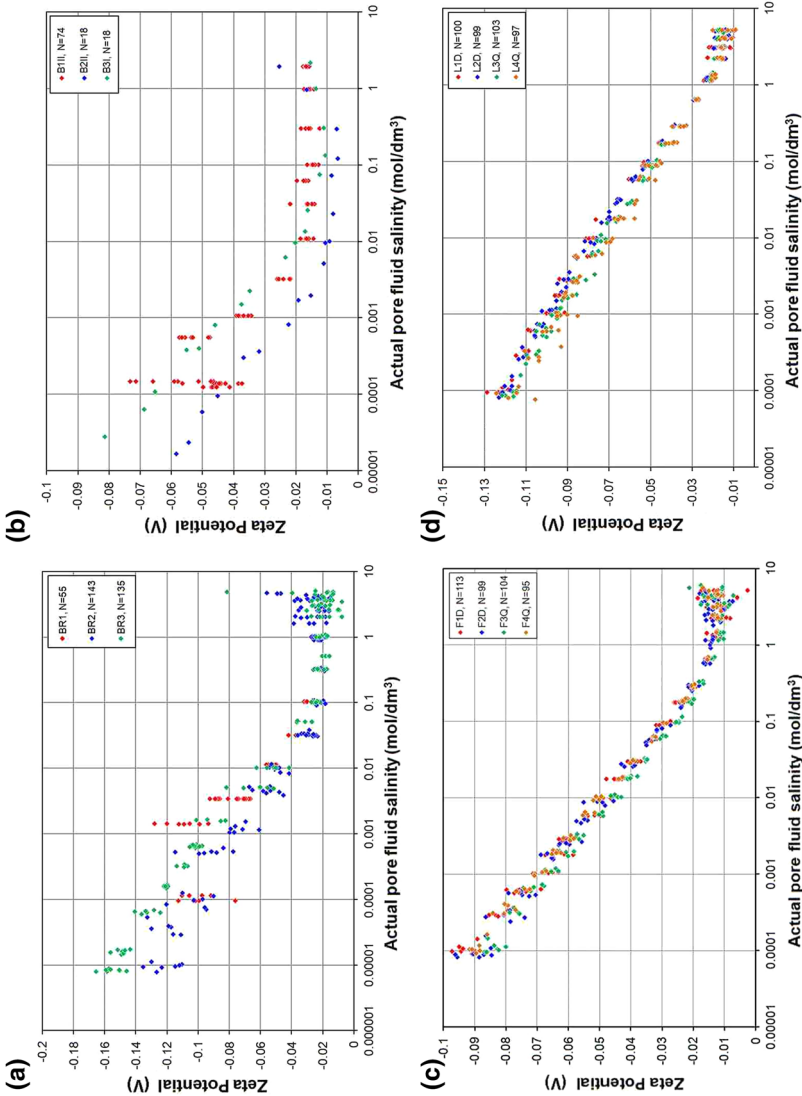 (a)
-0.2
-0.18
-0.16
-0.14
-0.12
-0.1
-0.08
-0.06
-0.04
-0.02
Zeta Potential (V)
BR1, N=55
BR2, N=143
BR3, N=135
0.000001
0.00001
0.0001
0.001
0.01
0.1
1
10
Actual pore fluid salinity (mol/dm³)
(b)
-0.1
-0.09
-0.08
-0.07
-0.06
-0.05
-0.04
-0.03
-0.02
-0.01
0
Zeta Potential (V)
B1II, N=74
B2II, N=18
B3I, N=18
0.00001
0.0001
0.001
0.01
0.1
1
10
Actual pore fluid salinity (mol/dm³)
(c)
-0.1
-0.09
-0.08
-0.07
-0.06
-0.05
-0.04
-0.03
-0.02
-0.01
0
Zeta Potential (V)
F1D, N=113
F2D, N=99
F3Q, N=104
F4Q, N=95
0.00001
0.0001
0.001
0.01
0.1
1
10
Actual pore fluid salinity (mol/dm³)
(d)
-0.15
-0.13
-0.11
-0.09
-0.07
-0.05
-0.03
-0.01
Zeta Potential (V)
L1D, N=100
L2D, N=99
L3Q, N=103
L4Q, N=97
0.00001
0.0001
0.001
0.01
0.1
1
10
Actual pore fluid salinity (mol/dm³)